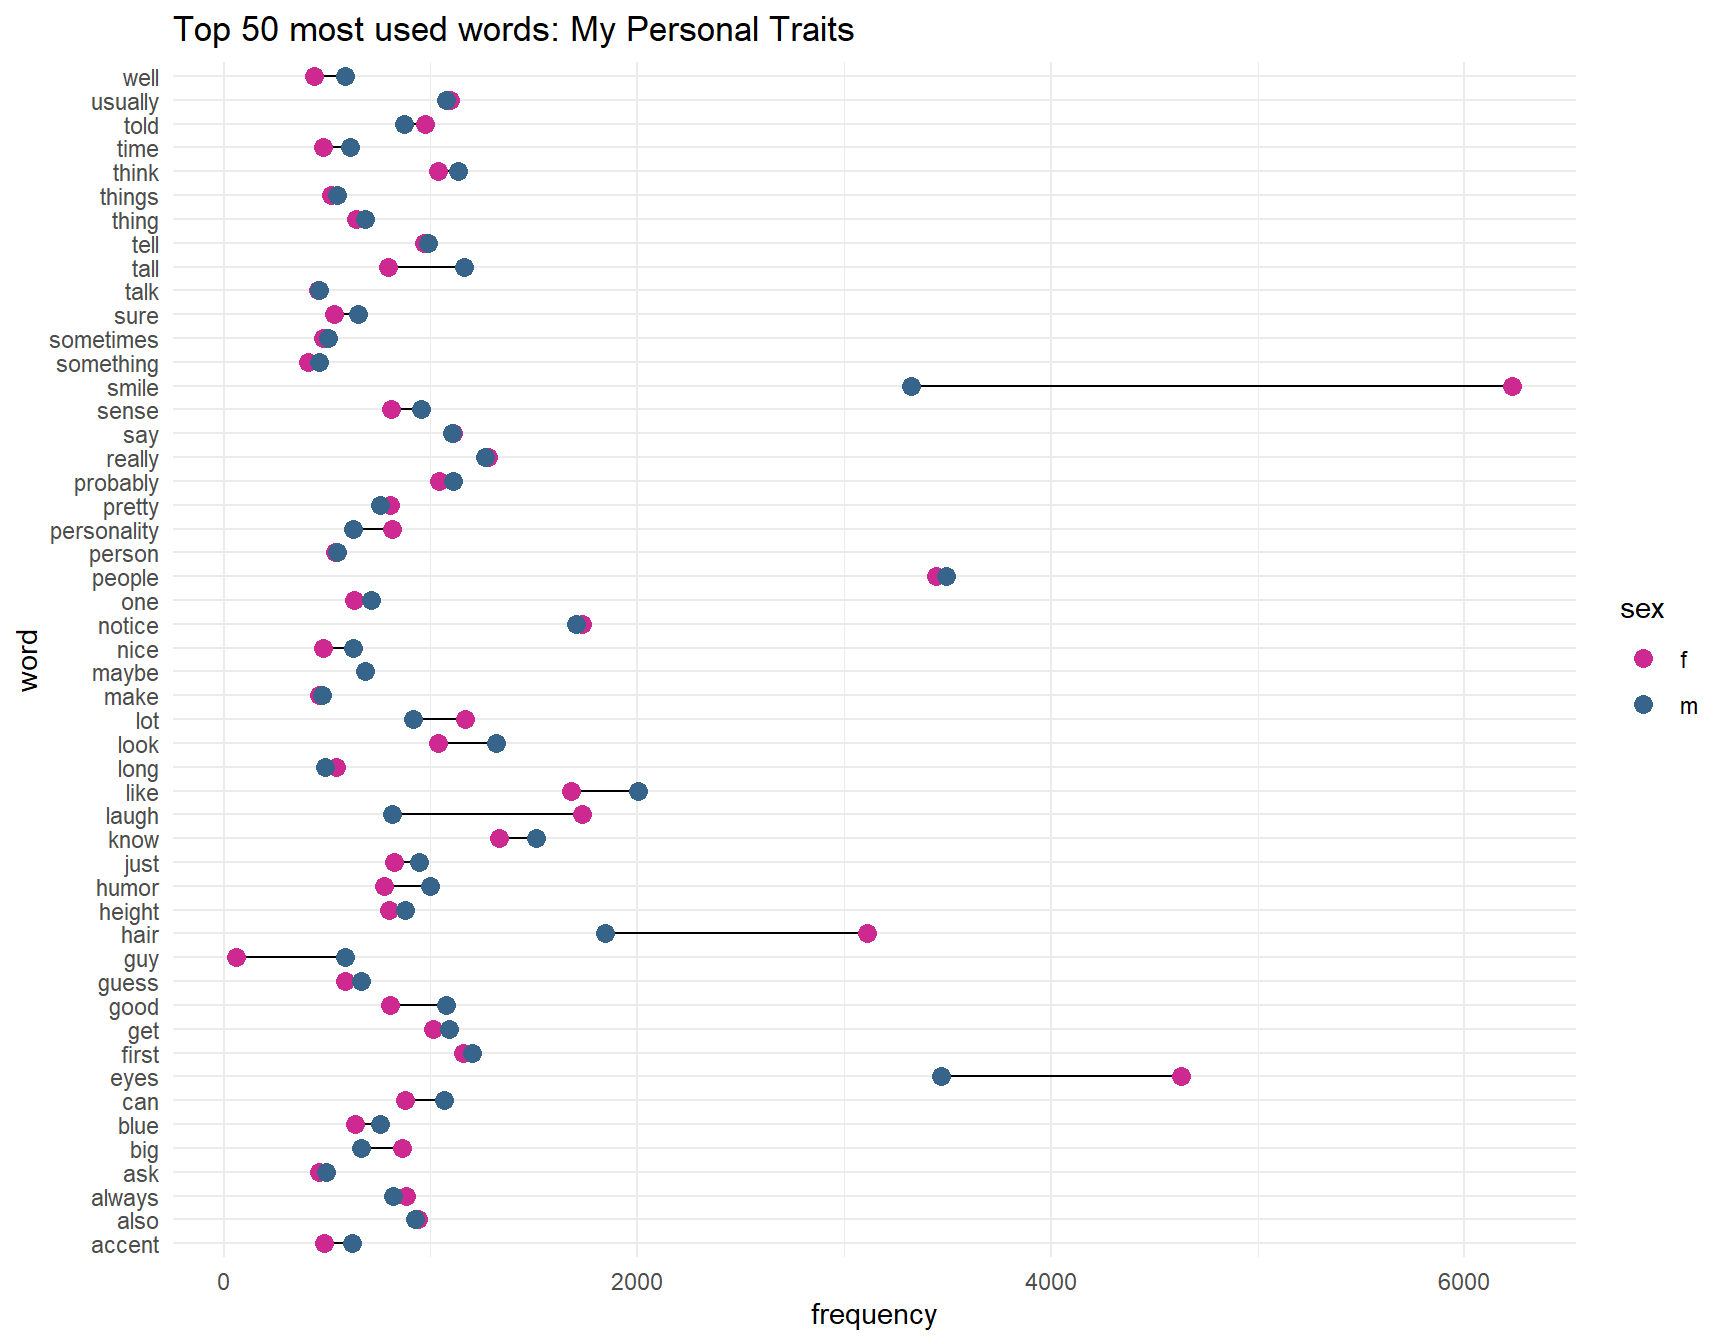 Top 50 most used words: My Personal Traits
well
usually
told
time
think
things
thing
tell
tall
talk
sure
sometimes
something
smile
sense
say
really
probably
pretty
personality
person
people
one
notice
nice
maybe
make
lot
look
long
like
laugh
know
just
humor
height
hair
guy
guess
good
get
first
eyes
can
blue
big
ask
always
also
accent
word
0 2000 4000 6000
frequency
sex
f
m